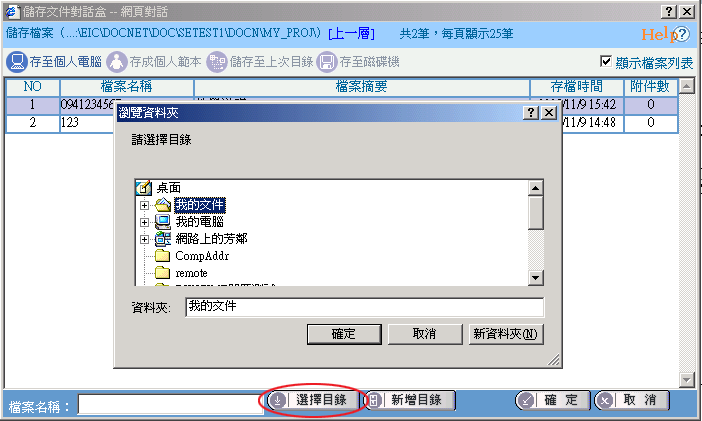 儲存文件對話盒 -- 網頁對話
儲存檔案（...:\EIC\DOCNET\DOC\SETEST1\DOCN\MY_PROJ\）[上一層] 共2筆，每頁顯示25筆 Help
存至個人電腦 存成個人範本 儲存至上次目錄 存至磁碟機 顯示檔案列表
NO 檔案名稱 檔案摘要 存檔時間 附件數
1 094123456 /11/9 15:42 0
2 123 /11/9 14:48 0
瀏覽資料夾
請選擇目錄
桌面
我的文件
我的電腦
網路上的芳鄰
CompAddr
remote
資料夾: 我的文件
確定 取消 新資料夾(N)
檔案名稱： 選擇目錄 新增目錄 確定 取消